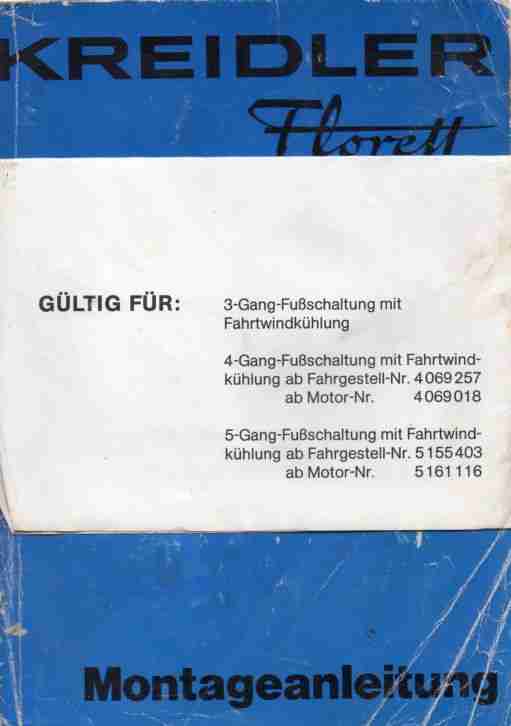 KREIDLER
Florett
GÜLTIG FÜR:
3-Gang-Fußschaltung mit
Fahrtwindkühlung
4-Gang-Fußschaltung mit Fahrtwind-
kühlung ab Fahrgestell-Nr. 4069257
ab Motor-Nr. 4069018
5-Gang-Fußschaltung mit Fahrtwind-
kühlung ab Fahrgestell-Nr. 5155403
ab Motor-Nr. 5161116
Montageanleitung